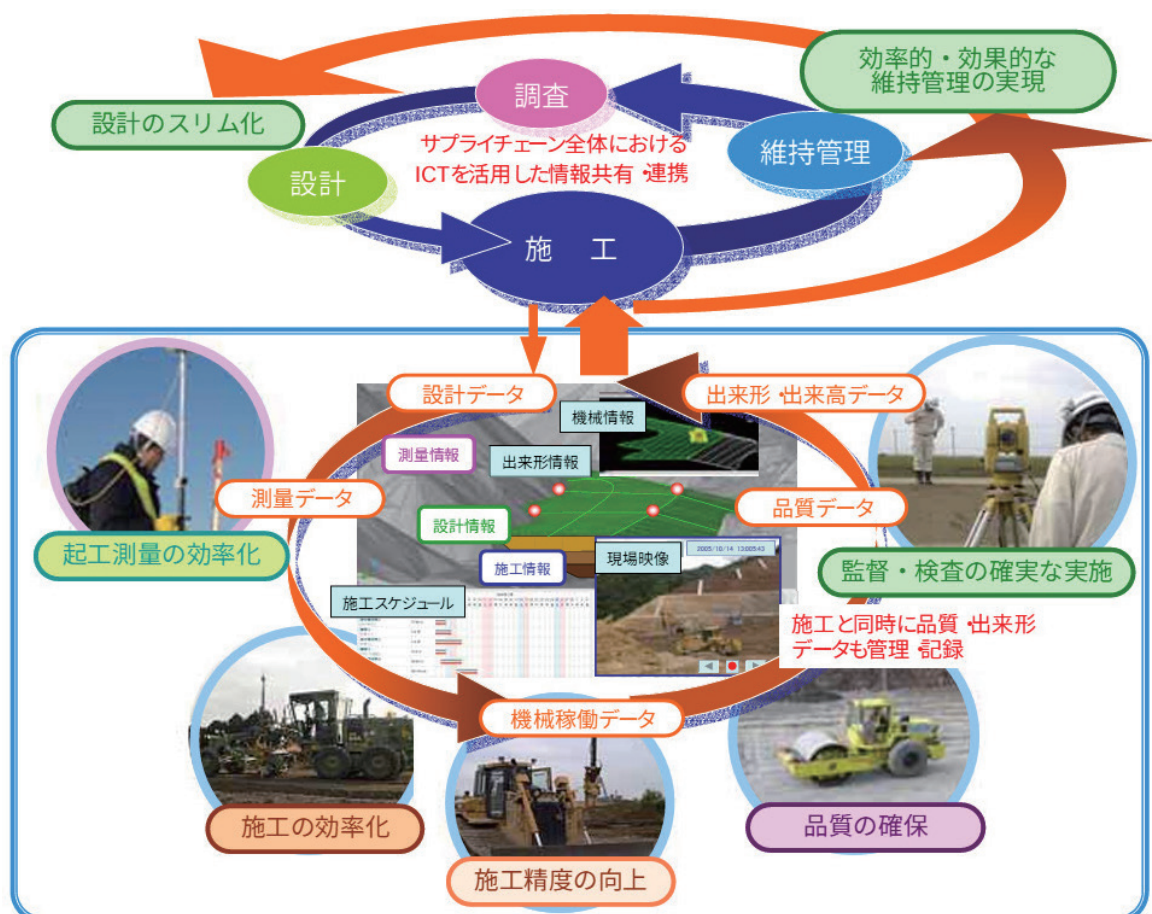 効率的・効果的な
維持管理の実現
調査
設計のスリム化
サプライチェーン全体における
ICTを活用した情報共有・連携
維持管理
設計
施 工
設計データ
出来形・出来高データ
機械情報
測量情報
出来形情報
測量データ
品質データ
設計情報
2005/10/14 13:00:43
起工測量の効率化
施工情報
現場映像
監督・検査の確実な実施
施工スケジュール
施工と同時に品質・出来形
データも管理・記録
機械稼働データ
施工の効率化
品質の確保
施工精度の向上